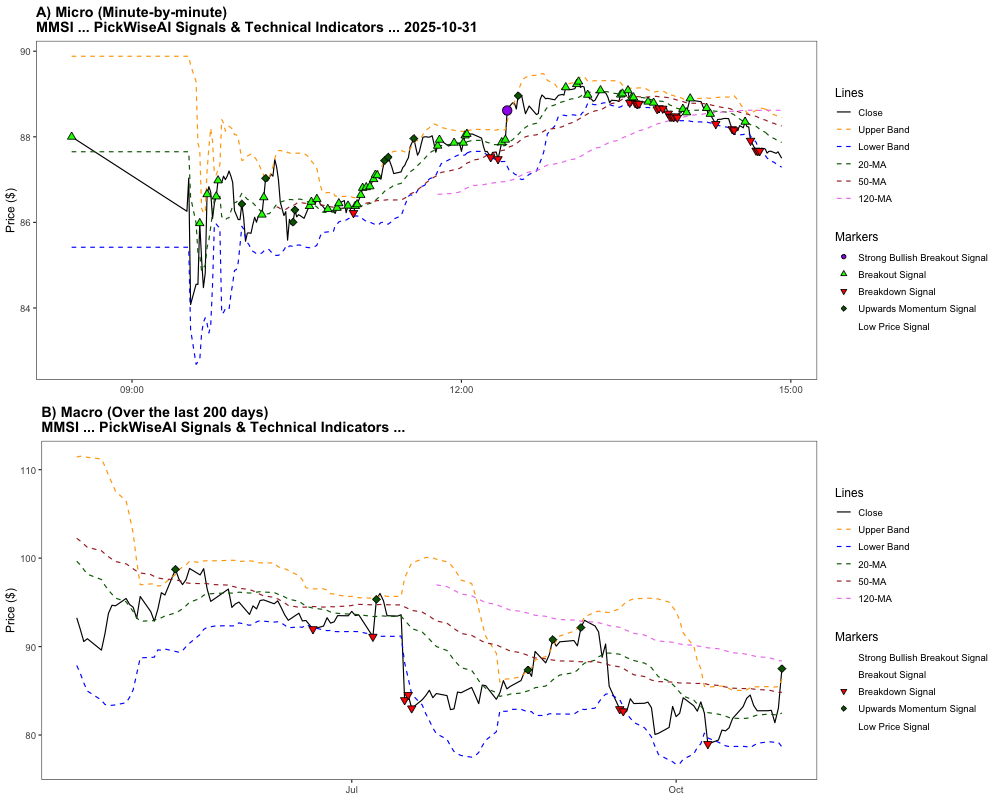 A) Micro (Minute-by-minute)
MMSI ... PickWiseAI Signals & Technical Indicators ... 2025-10-31
Price ($)
90
88
86
84
09:00
12:00
15:00
Lines
Close
Upper Band
Lower Band
20-MA
50-MA
120-MA
Markers
Strong Bullish Breakout Signal
Breakout Signal
Breakdown Signal
Upwards Momentum Signal
Low Price Signal
B) Macro (Over the last 200 days)
MMSI ... PickWiseAI Signals & Technical Indicators ...
Price ($)
110
100
90
80
Jul
Oct
Lines
Close
Upper Band
Lower Band
20-MA
50-MA
120-MA
Markers
Strong Bullish Breakout Signal
Breakout Signal
Breakdown Signal
Upwards Momentum Signal
Low Price Signal